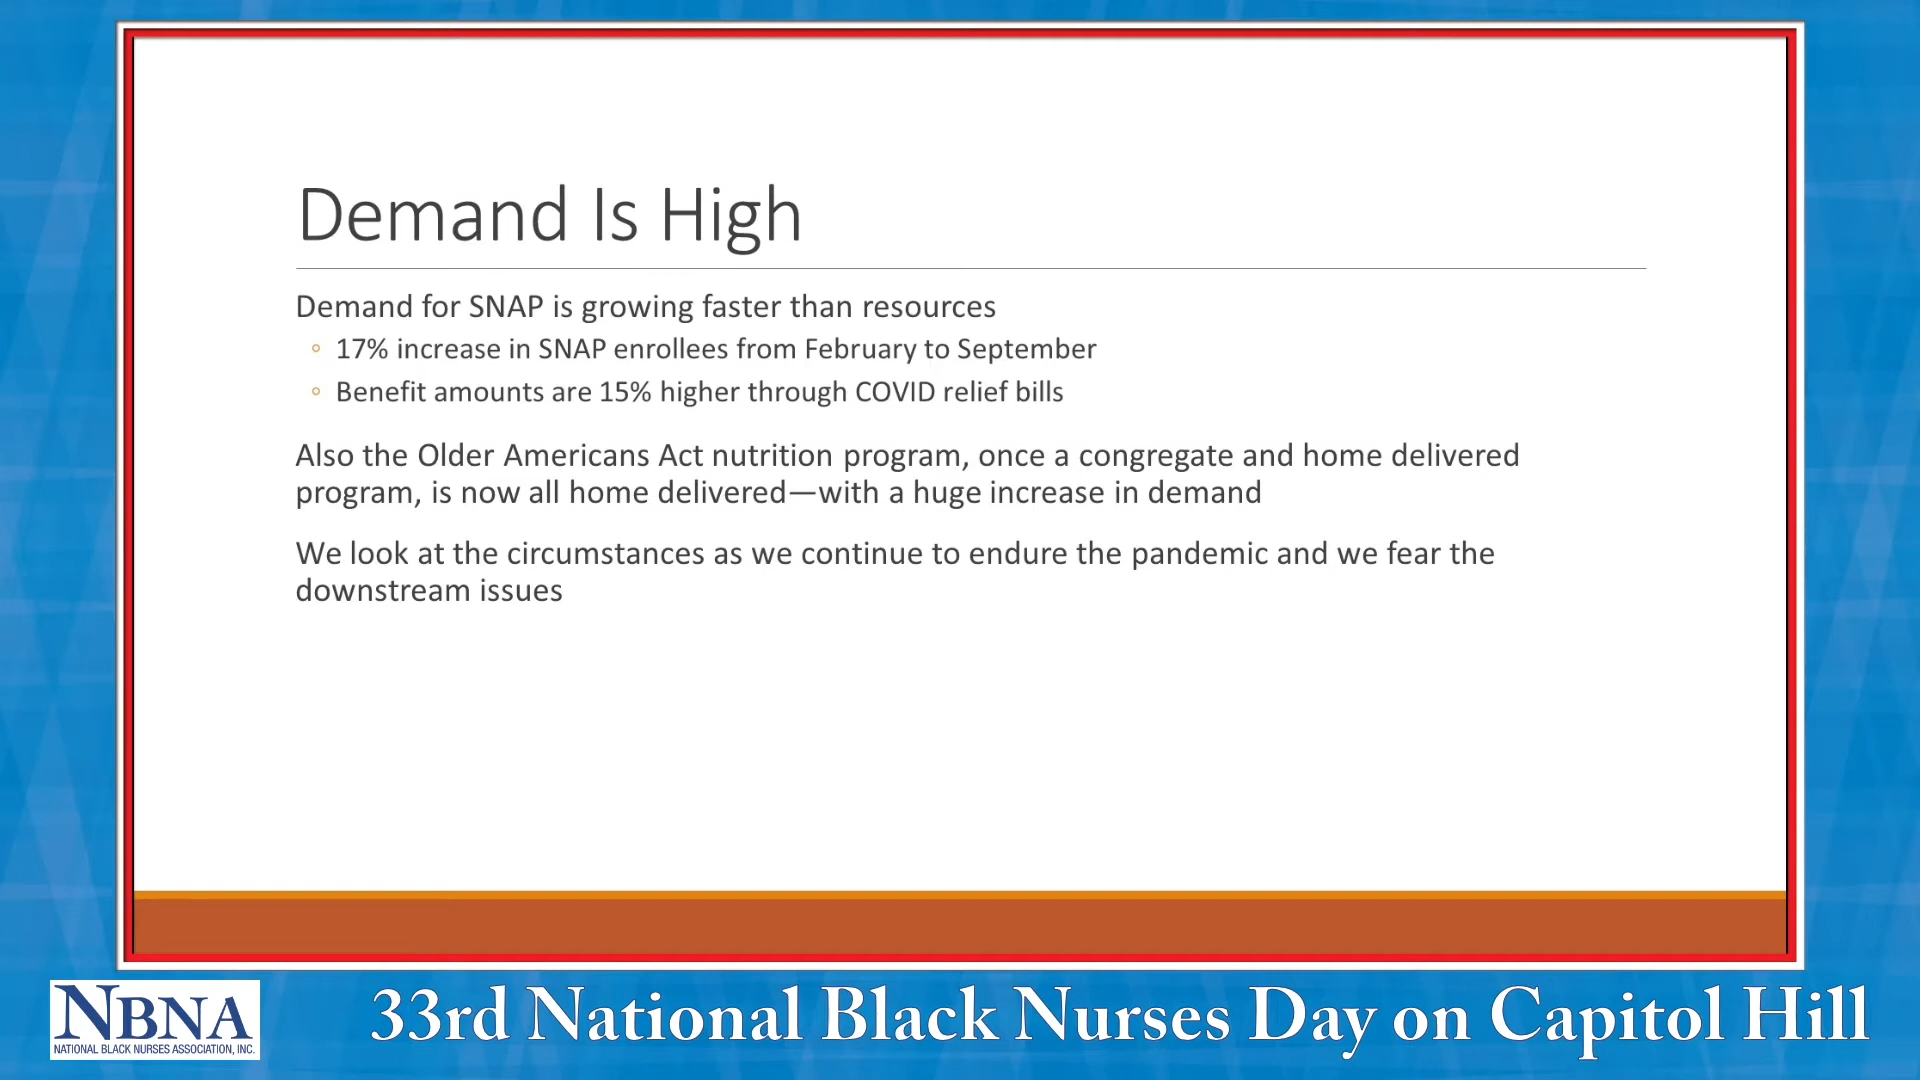 Demand Is High
Demand for SNAP is growing faster than resources
◦ 17% increase in SNAP enrollees from February to September
◦ Benefit amounts are 15% higher through COVID relief bills
Also the Older Americans Act nutrition program, once a congregate and home delivered
program, is now all home delivered—with a huge increase in demand
We look at the circumstances as we continue to endure the pandemic and we fear the
downstream issues
NBNA
NATIONAL BLACK NURSES ASSOCIATION, INC.
33rd National Black Nurses Day on Capitol Hill